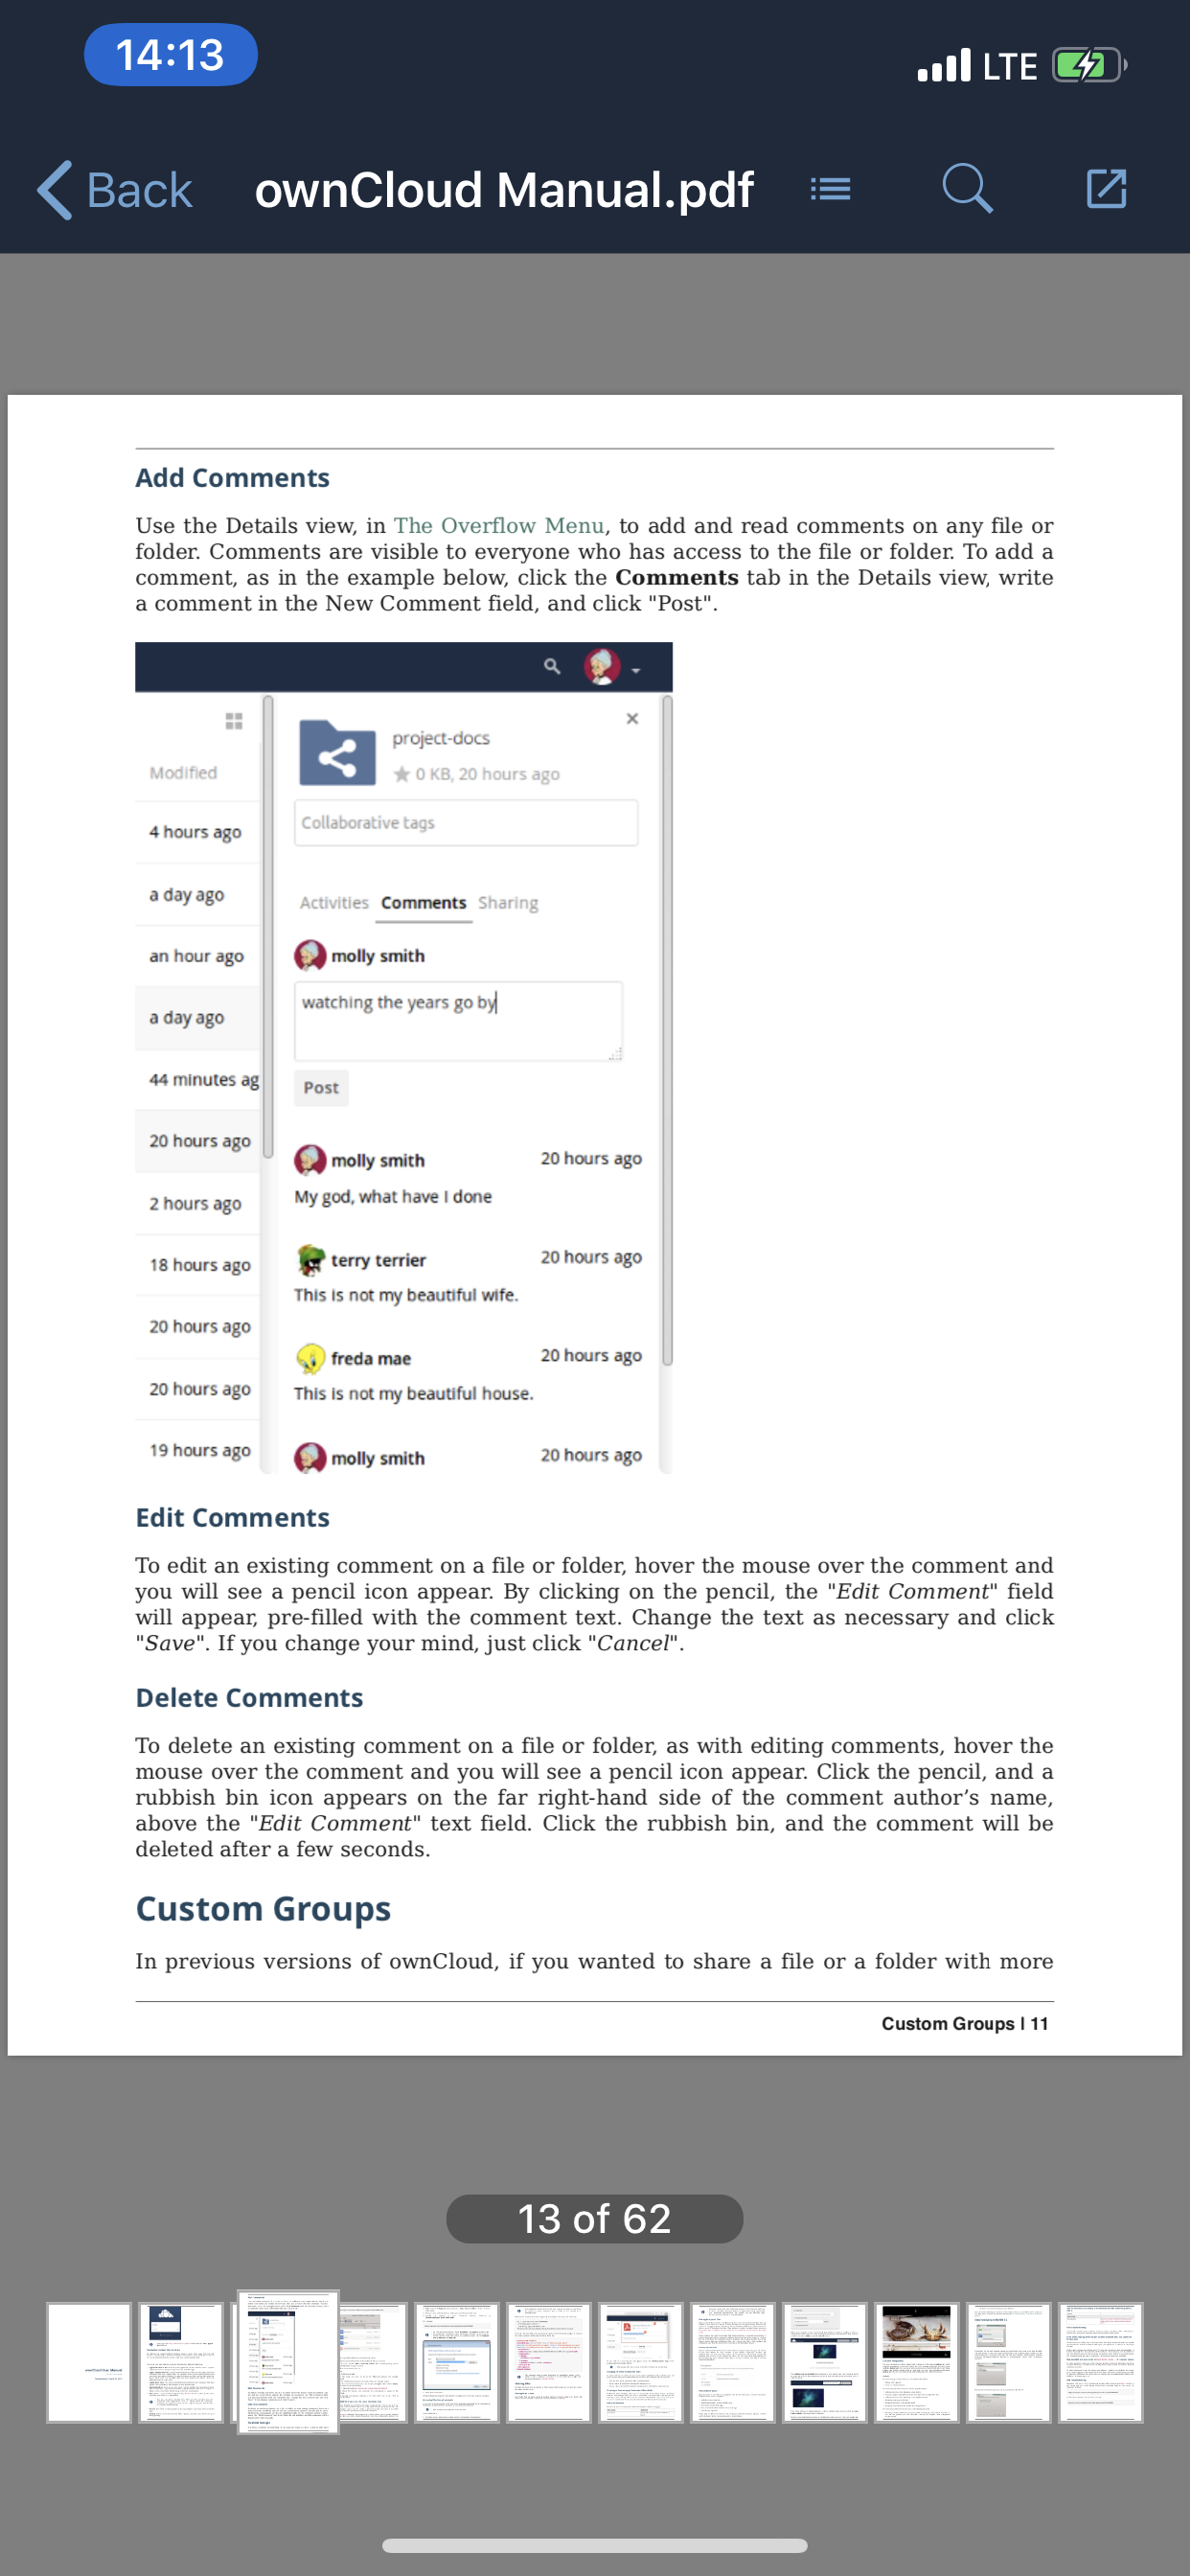 14:13
LTE
Back
ownCloud Manual.pdf
Add Comments
Use the Details view, in The Overflow Menu, to add and read comments on any file or
folder. Comments are visible to everyone who has access to the file or folder. To add a
comment, as in the example below, click the Comments tab in the Details view, write
a comment in the New Comment field, and click "Post".
project-docs
Modified
0 KB, 20 hours ago
4 hours ago
Collaborative tags
a day ago
Activities Comments Sharing
an hour ago
molly smith
a day ago
watching the years go by
44 minutes ag
Post
20 hours ago
molly smith 20 hours ago
2 hours ago
My god, what have I done
18 hours ago
terry terrier 20 hours ago
This is not my beautiful wife.
20 hours ago
freda mae 20 hours ago
20 hours ago
This is not my beautiful house.
19 hours ago
molly smith 20 hours ago
Edit Comments
To edit an existing comment on a file or folder, hover the mouse over the comment and
you will see a pencil icon appear. By clicking on the pencil, the "Edit Comment" field
will appear, pre-filled with the comment text. Change the text as necessary and click
"Save". If you change your mind, just click "Cancel".
Delete Comments
To delete an existing comment on a file or folder, as with editing comments, hover the
mouse over the comment and you will see a pencil icon appear. Click the pencil, and a
rubbish bin icon appears on the far right-hand side of the comment author’s name,
above the "Edit Comment" text field. Click the rubbish bin, and the comment will be
deleted after a few seconds.
Custom Groups
In previous versions of ownCloud, if you wanted to share a file or a folder with more
Custom Groups | 11
13 of 62